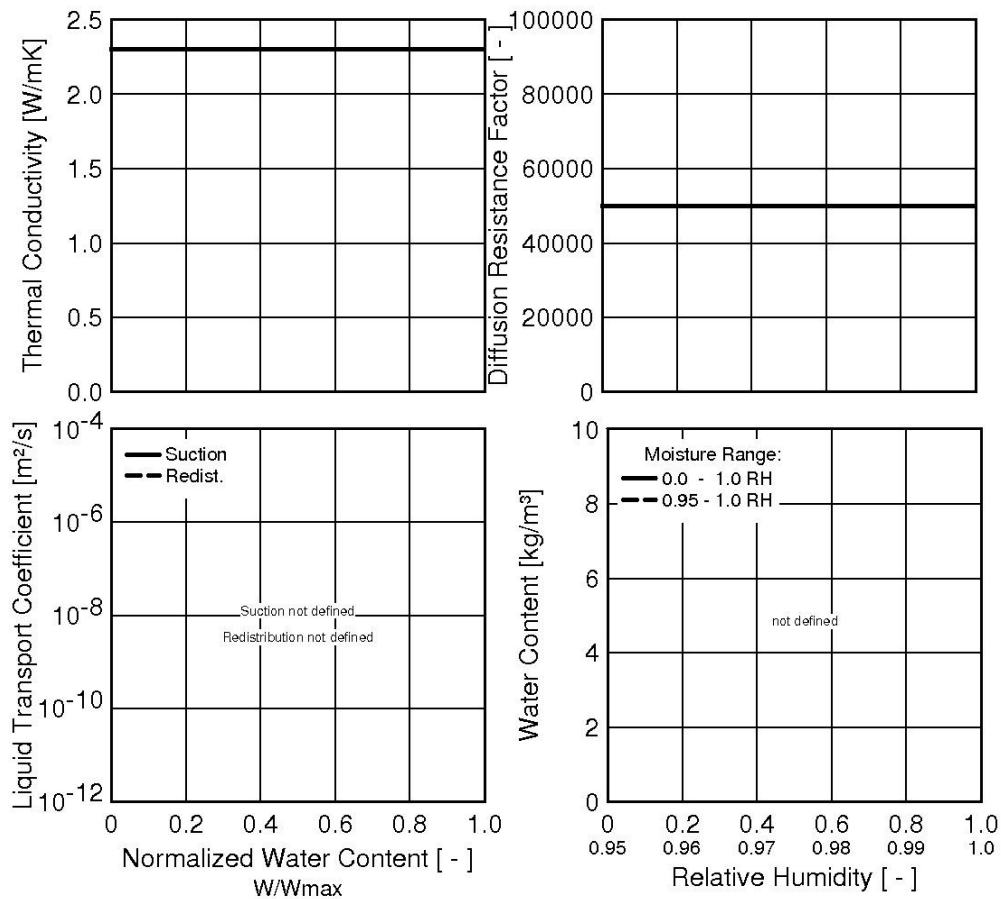 Thermal Conductivity [W/mK]
2.5
2.0
1.5
1.0
0.5
0.0
Diffusion Resistance Factor [ - ]
100000
80000
60000
40000
20000
0
Liquid Transport Coefficient [m²/s]
10⁻⁴
10⁻⁶
10⁻⁸
10⁻¹⁰
10⁻¹²
Suction
Redist.
Suction not defined
Redistribution not defined
0 0.2 0.4 0.6 0.8 1.0
Normalized Water Content [ - ]
W/Wmax
Water Content [kg/m³]
10
8
6
4
2
0
Moisture Range:
0.0 - 1.0 RH
0.95 - 1.0 RH
not defined
0 0.2 0.4 0.6 0.8 1.0
0.95 0.96 0.97 0.98 0.99 1.0
Relative Humidity [ - ]